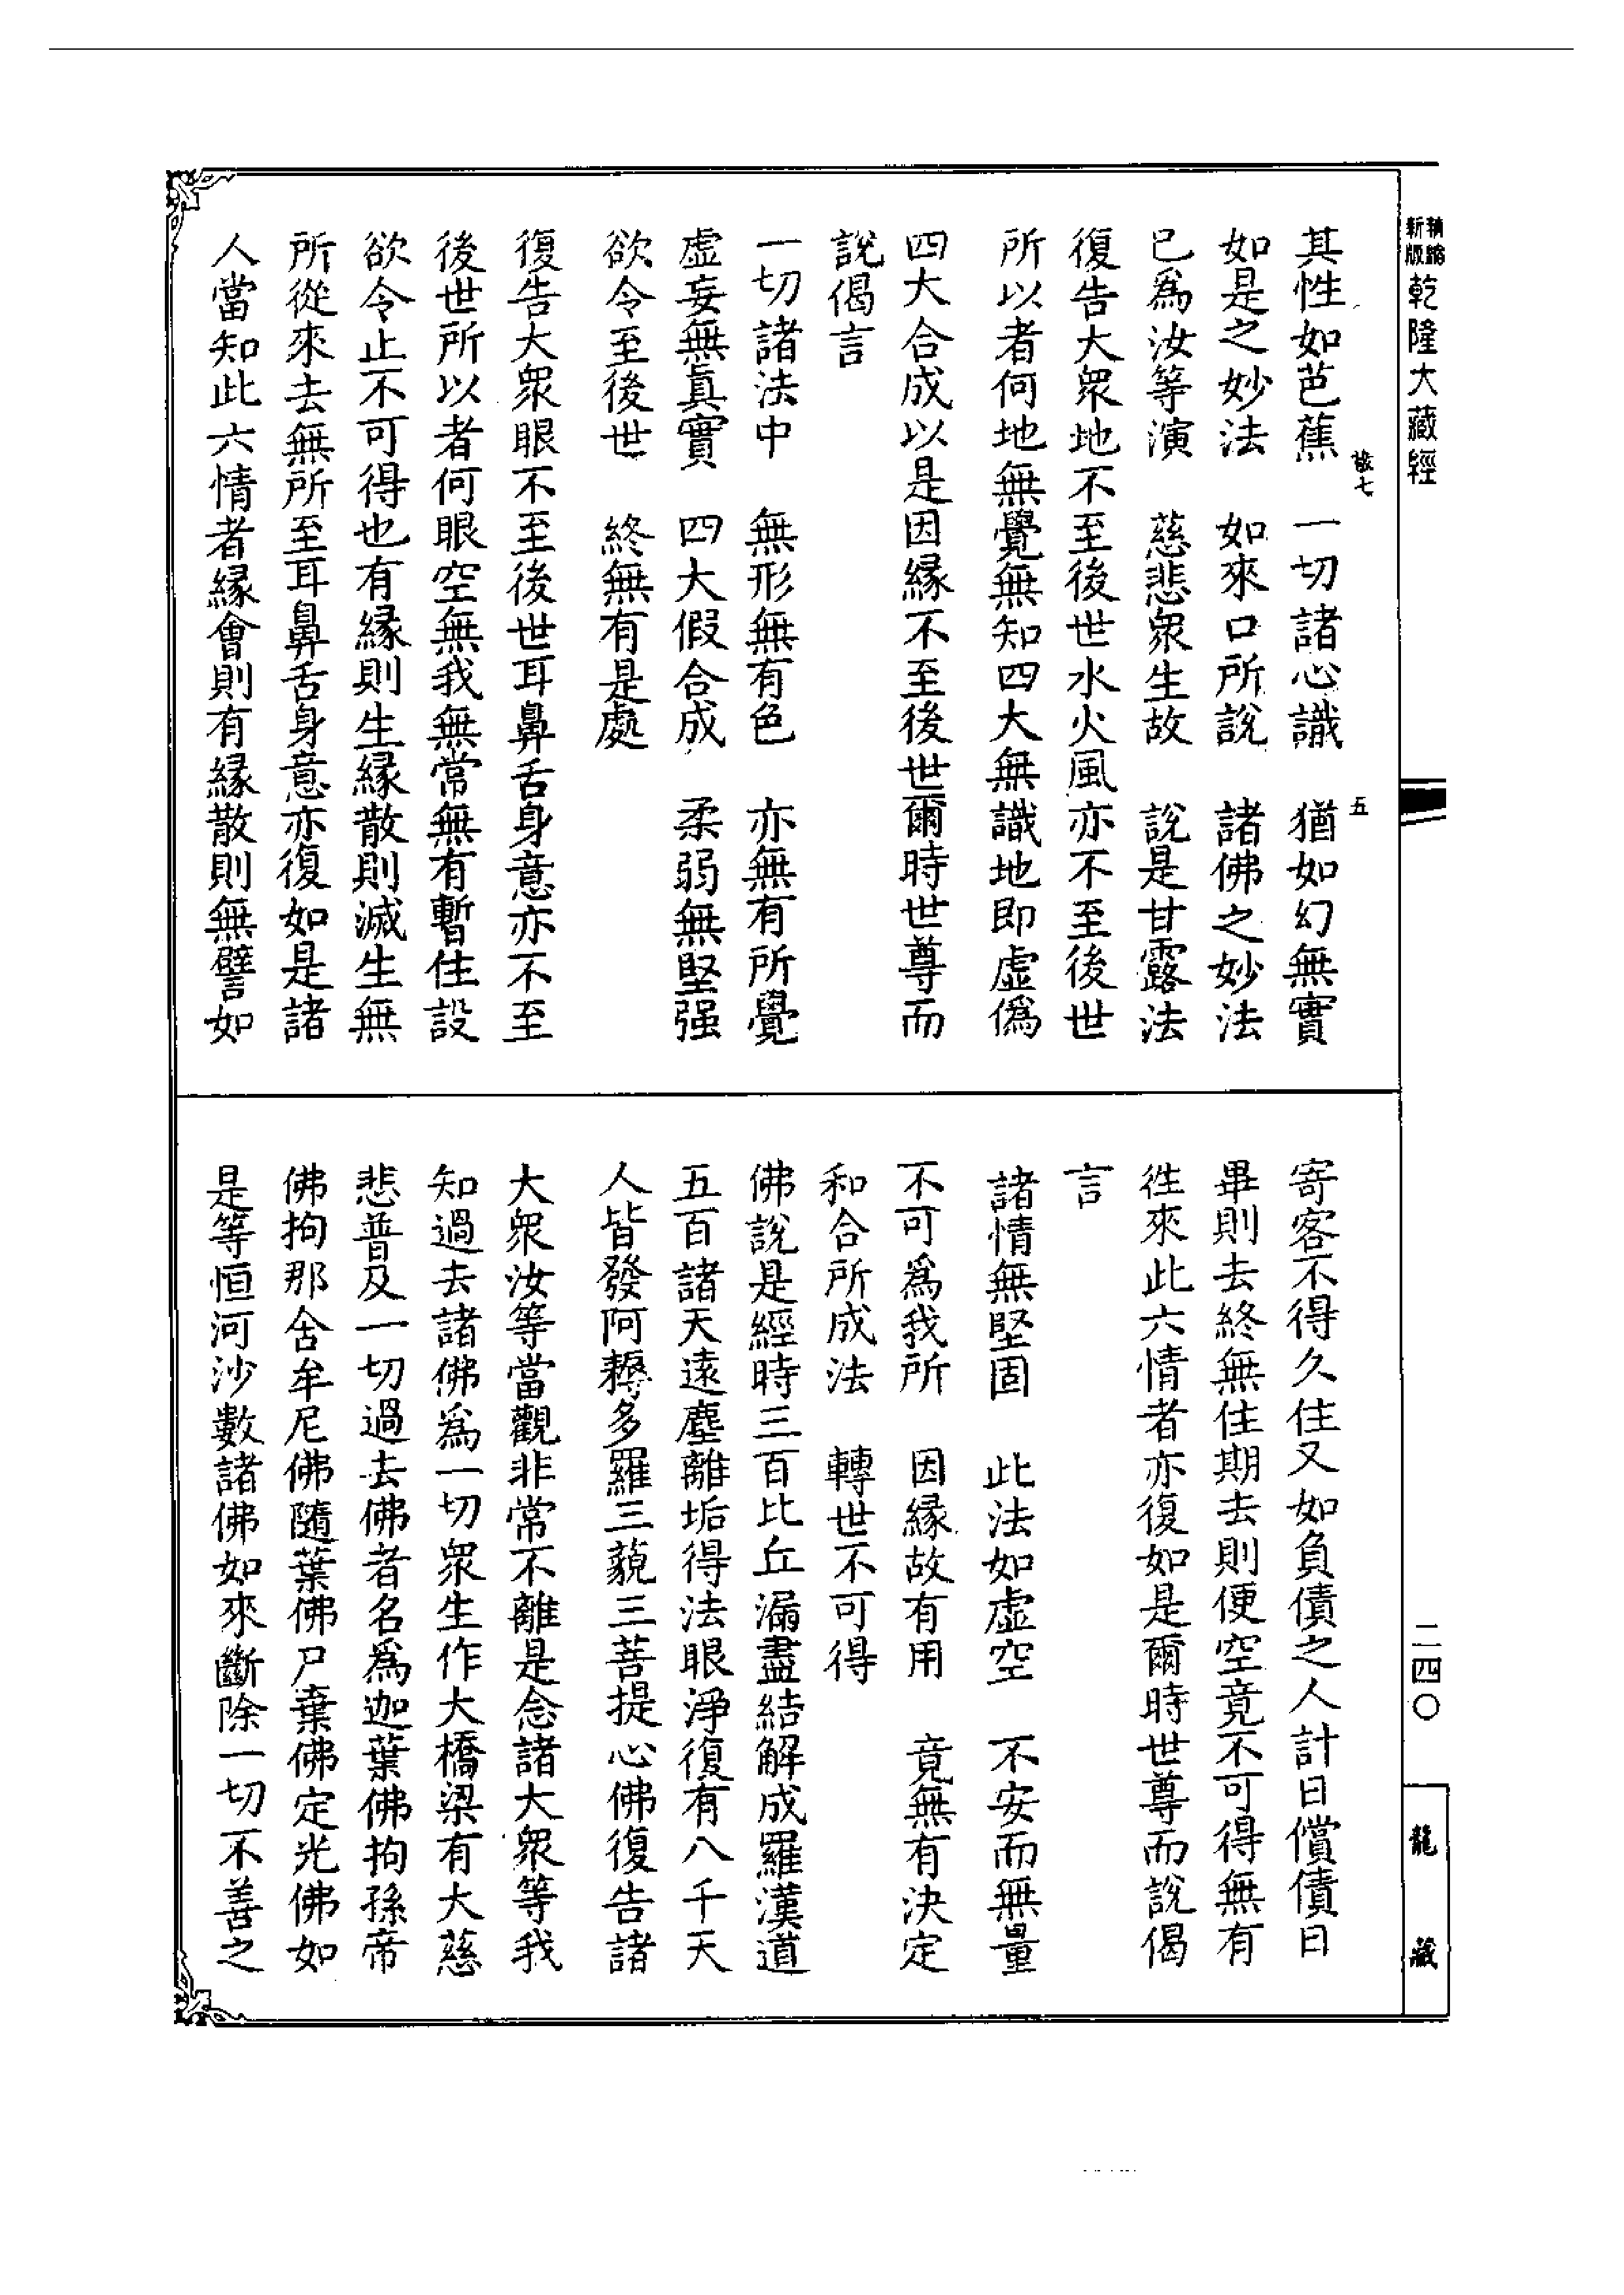 新版
精縮
乾隆大藏經
五
其性如芭蕉　一切諸心識　猶如幻無實
如是之妙法　如來口所說　諸佛之妙法
已爲汝等演　慈悲衆生故　說是甘露法
復告大衆地不至後世水火風亦不至後世
所以者何地無覺無知四大無識地即虛僞
四大合成以是因緣不至後世爾時世尊而
說偈言
一切諸法中　無形無有色　亦無有所覺
虛妄無眞實　四大假合成　柔弱無堅强
欲令至後世　終無有是處
復告大衆眼不至後世耳鼻舌身意亦不至
後世所以者何眼空無我無常無有暫住設
欲令止不可得也有緣則生緣散則滅生無
所從來去無所至耳鼻舌身意亦復如是諸
人當知此六情者緣會則有緣散則無譬如
寄客不得久住又如負債之人計日償債日
畢則去終無住期去則便空竟不可得無有
徃來此六情者亦復如是爾時世尊而說偈
言
諸情無堅固　此法如虛空　不安而無量
不可爲我所　因緣故有用　竟無有決定
和合所成法　轉世不可得
佛說是經時三百比丘漏盡結解成羅漢道
五百諸天遠塵離垢得法眼淨復有八千天
人皆發阿耨多羅三藐三菩提心佛復告諸
大衆汝等當觀非常不離是念諸大衆等我
知過去諸佛爲一切衆生作大橋梁有大慈
悲普及一切過去佛者名爲迦葉佛拘孫帝
佛拘那舍牟尼佛隨葉佛尸棄佛定光佛如
是等恒河沙數諸佛如來斷除一切不善之
二四〇
龍藏